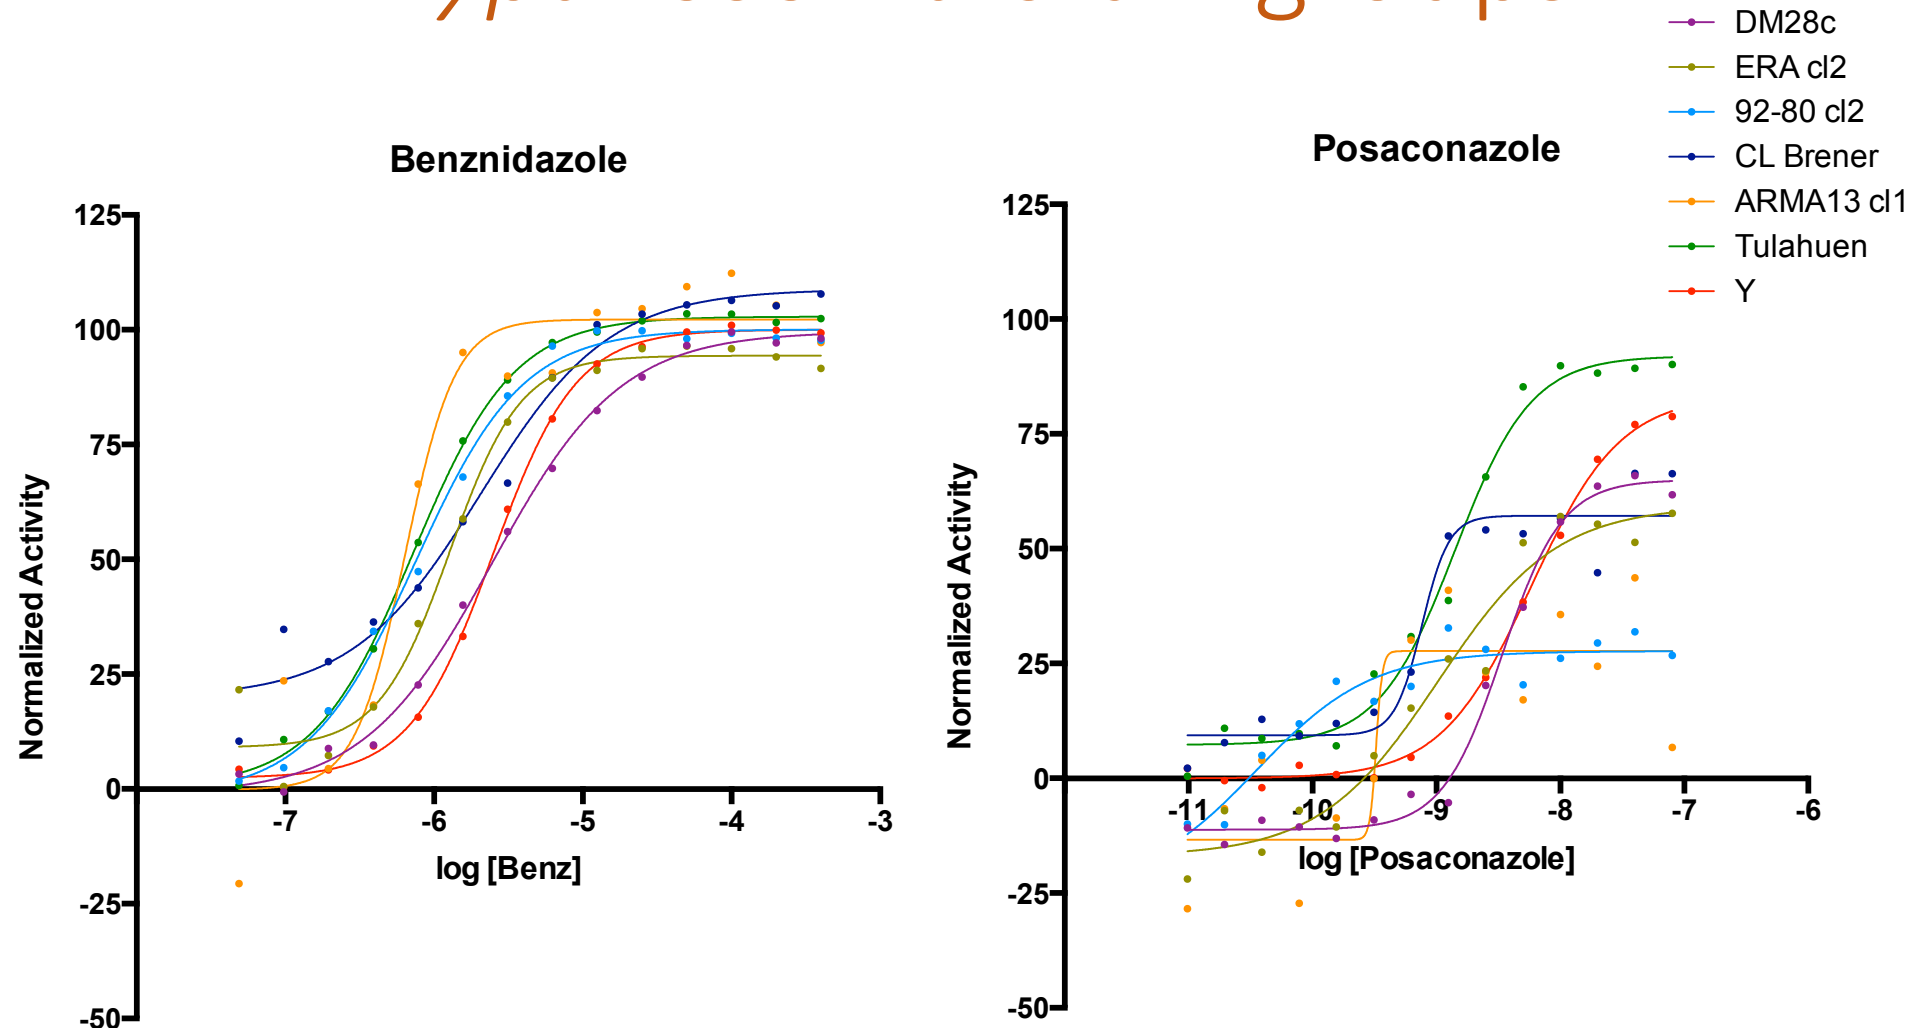 DM28c
ERA cl2
92-80 cl2
CL Brener
ARMA13 cl1
Tulahuen
Y
Benznidazole
125
100
75
50
25
0
-25
-50
Normalized Activity
-7
-6
-5
-4
-3
log [Benz]
Posaconazole
125
100
75
50
25
0
-25
-50
Normalized Activity
-11
-10
-9
-8
-7
-6
log [Posaconazole]